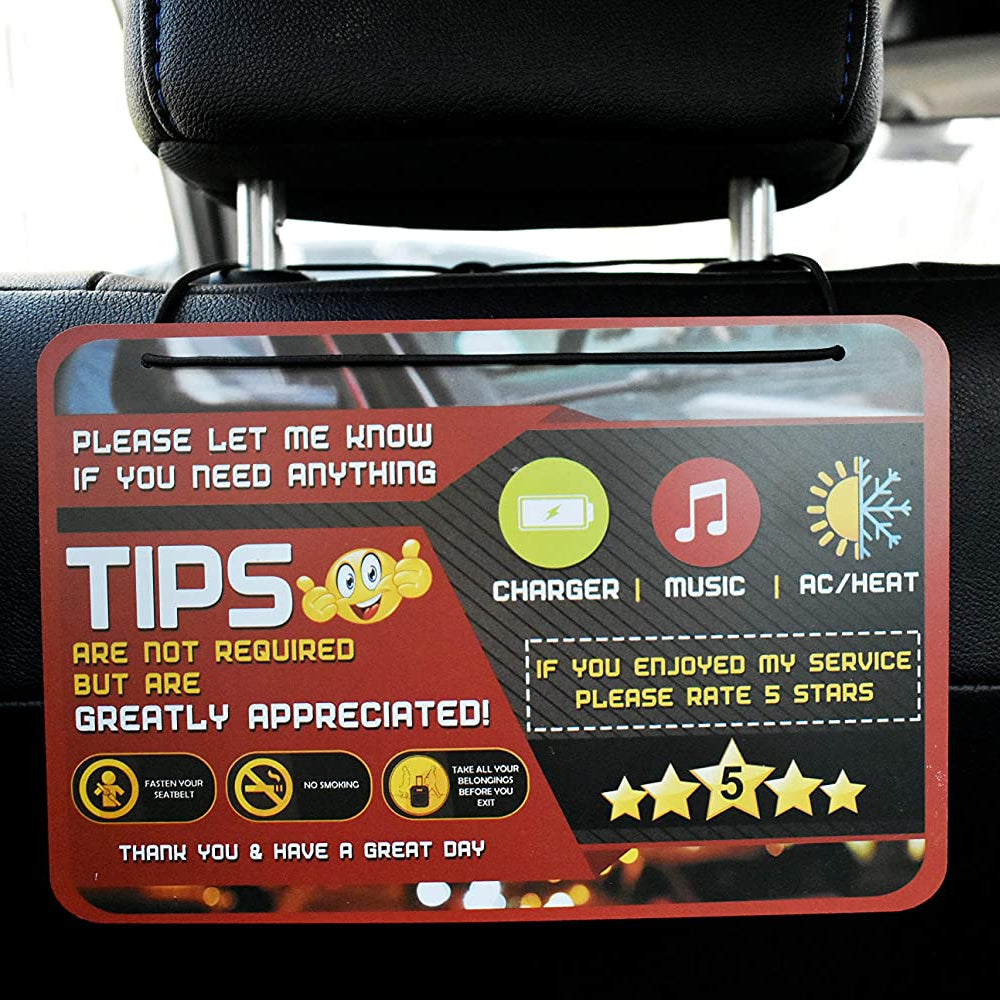 PLEASE LET ME KNOW
IF YOU NEED ANYTHING
TIPS
ARE NOT REQUIRED
BUT ARE
GREATLY APPRECIATED!
FASTEN YOUR
SEATBELT
NO SMOKING
TAKE ALL YOUR
BELONGINGS
BEFORE YOU
EXIT
THANK YOU & HAVE A GREAT DAY
CHARGER | MUSIC | AC/HEAT
IF YOU ENJOYED MY SERVICE
PLEASE RATE 5 STARS
5